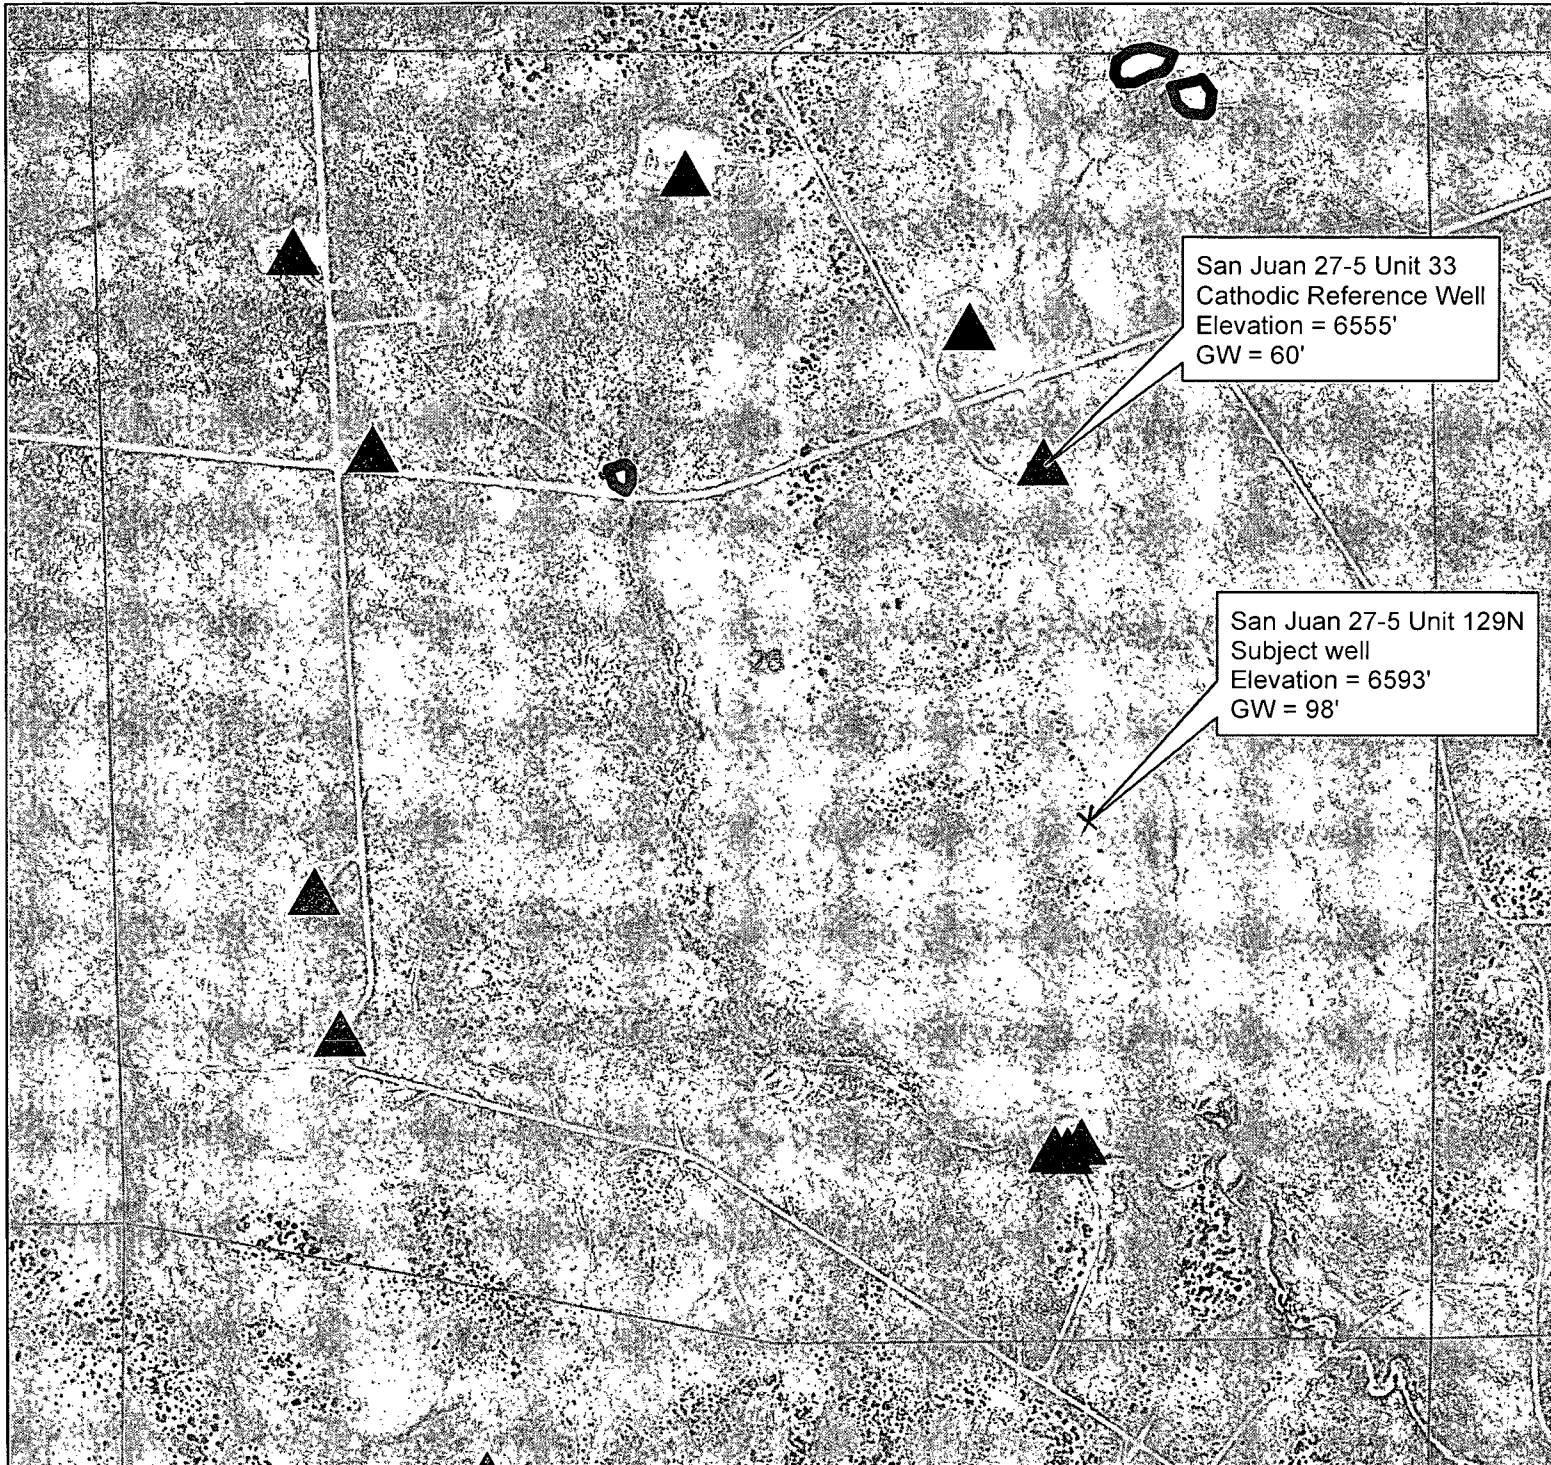 San Juan 27-5 Unit 33
Cathodic Reference Well
Elevation = 6555'
GW = 60'
San Juan 27-5 Unit 129N
Subject well
Elevation = 6593'
GW = 98'